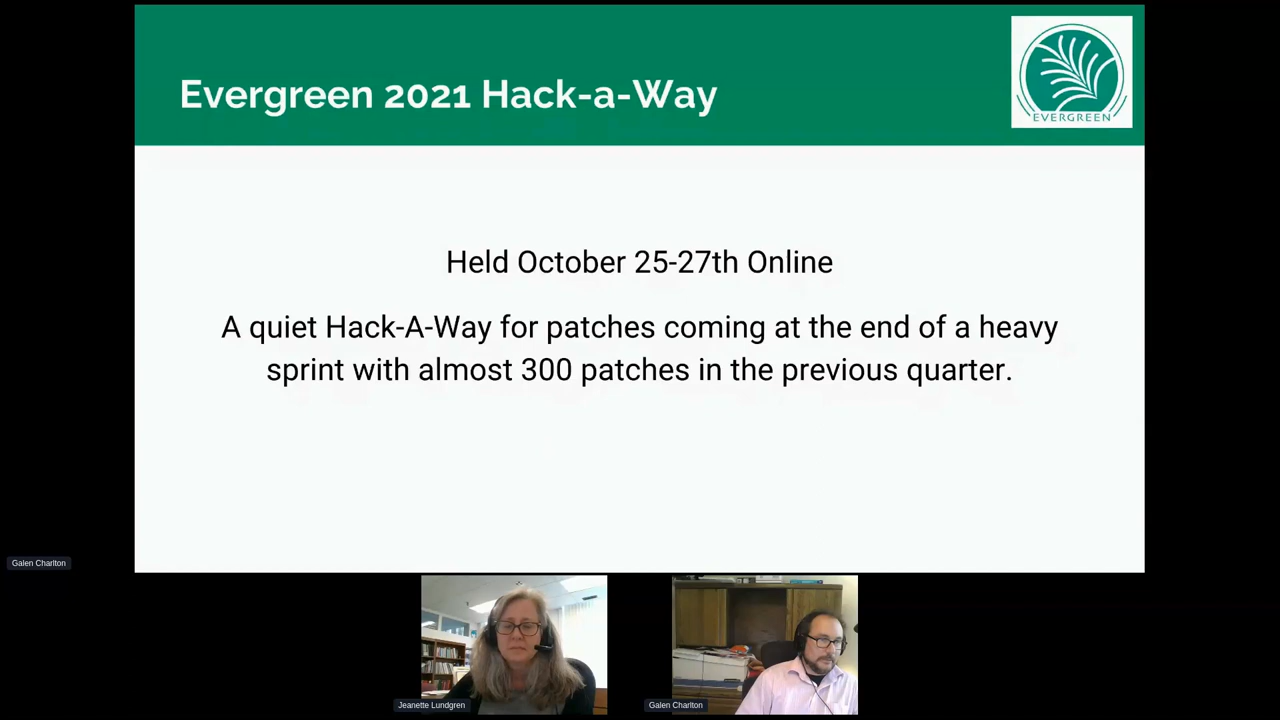 Evergreen 2021 Hack-a-Way
EVERGREEN
Held October 25-27th Online
A quiet Hack-A-Way for patches coming at the end of a heavy
sprint with almost 300 patches in the previous quarter.
Galen Charlton
Jeanette Lundgren
Galen Charlton